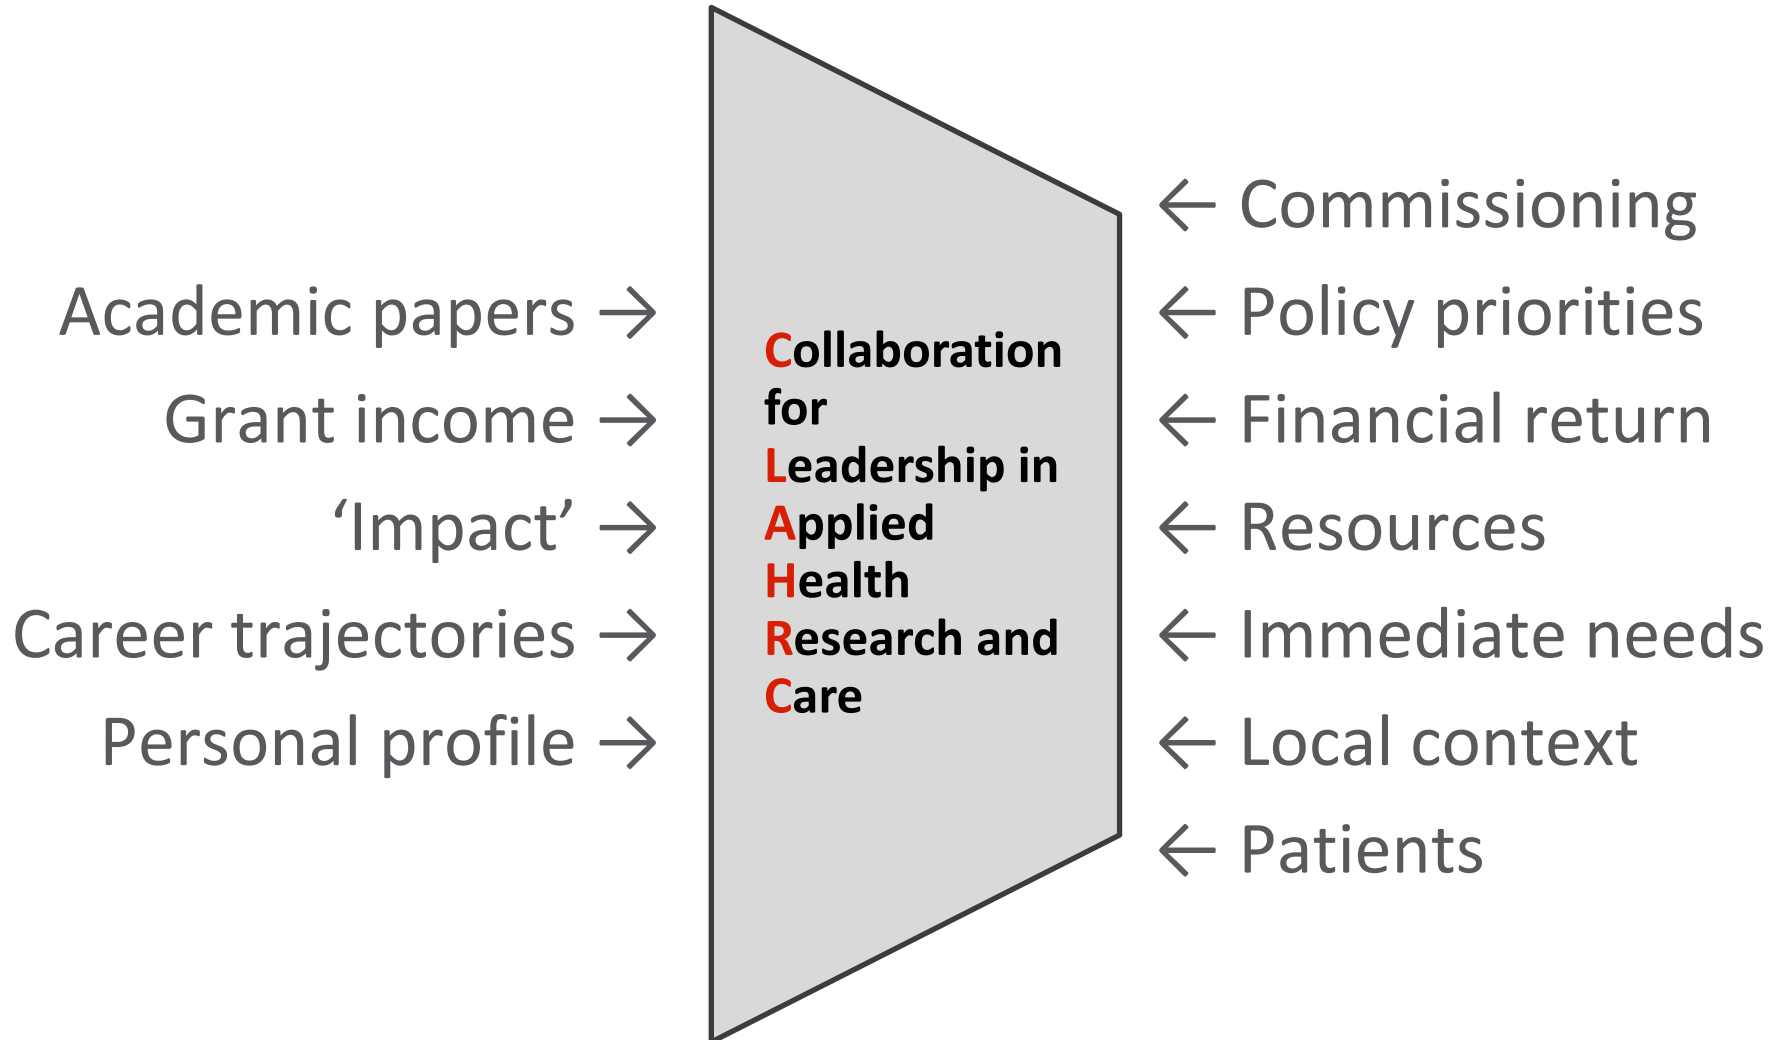 Academic papers →
Grant income →
‘Impact’ →
Career trajectories →
Personal profile →
Collaboration
for
Leadership in
Applied
Health
Research and
Care
← Commissioning
← Policy priorities
← Financial return
← Resources
← Immediate needs
← Local context
← Patients